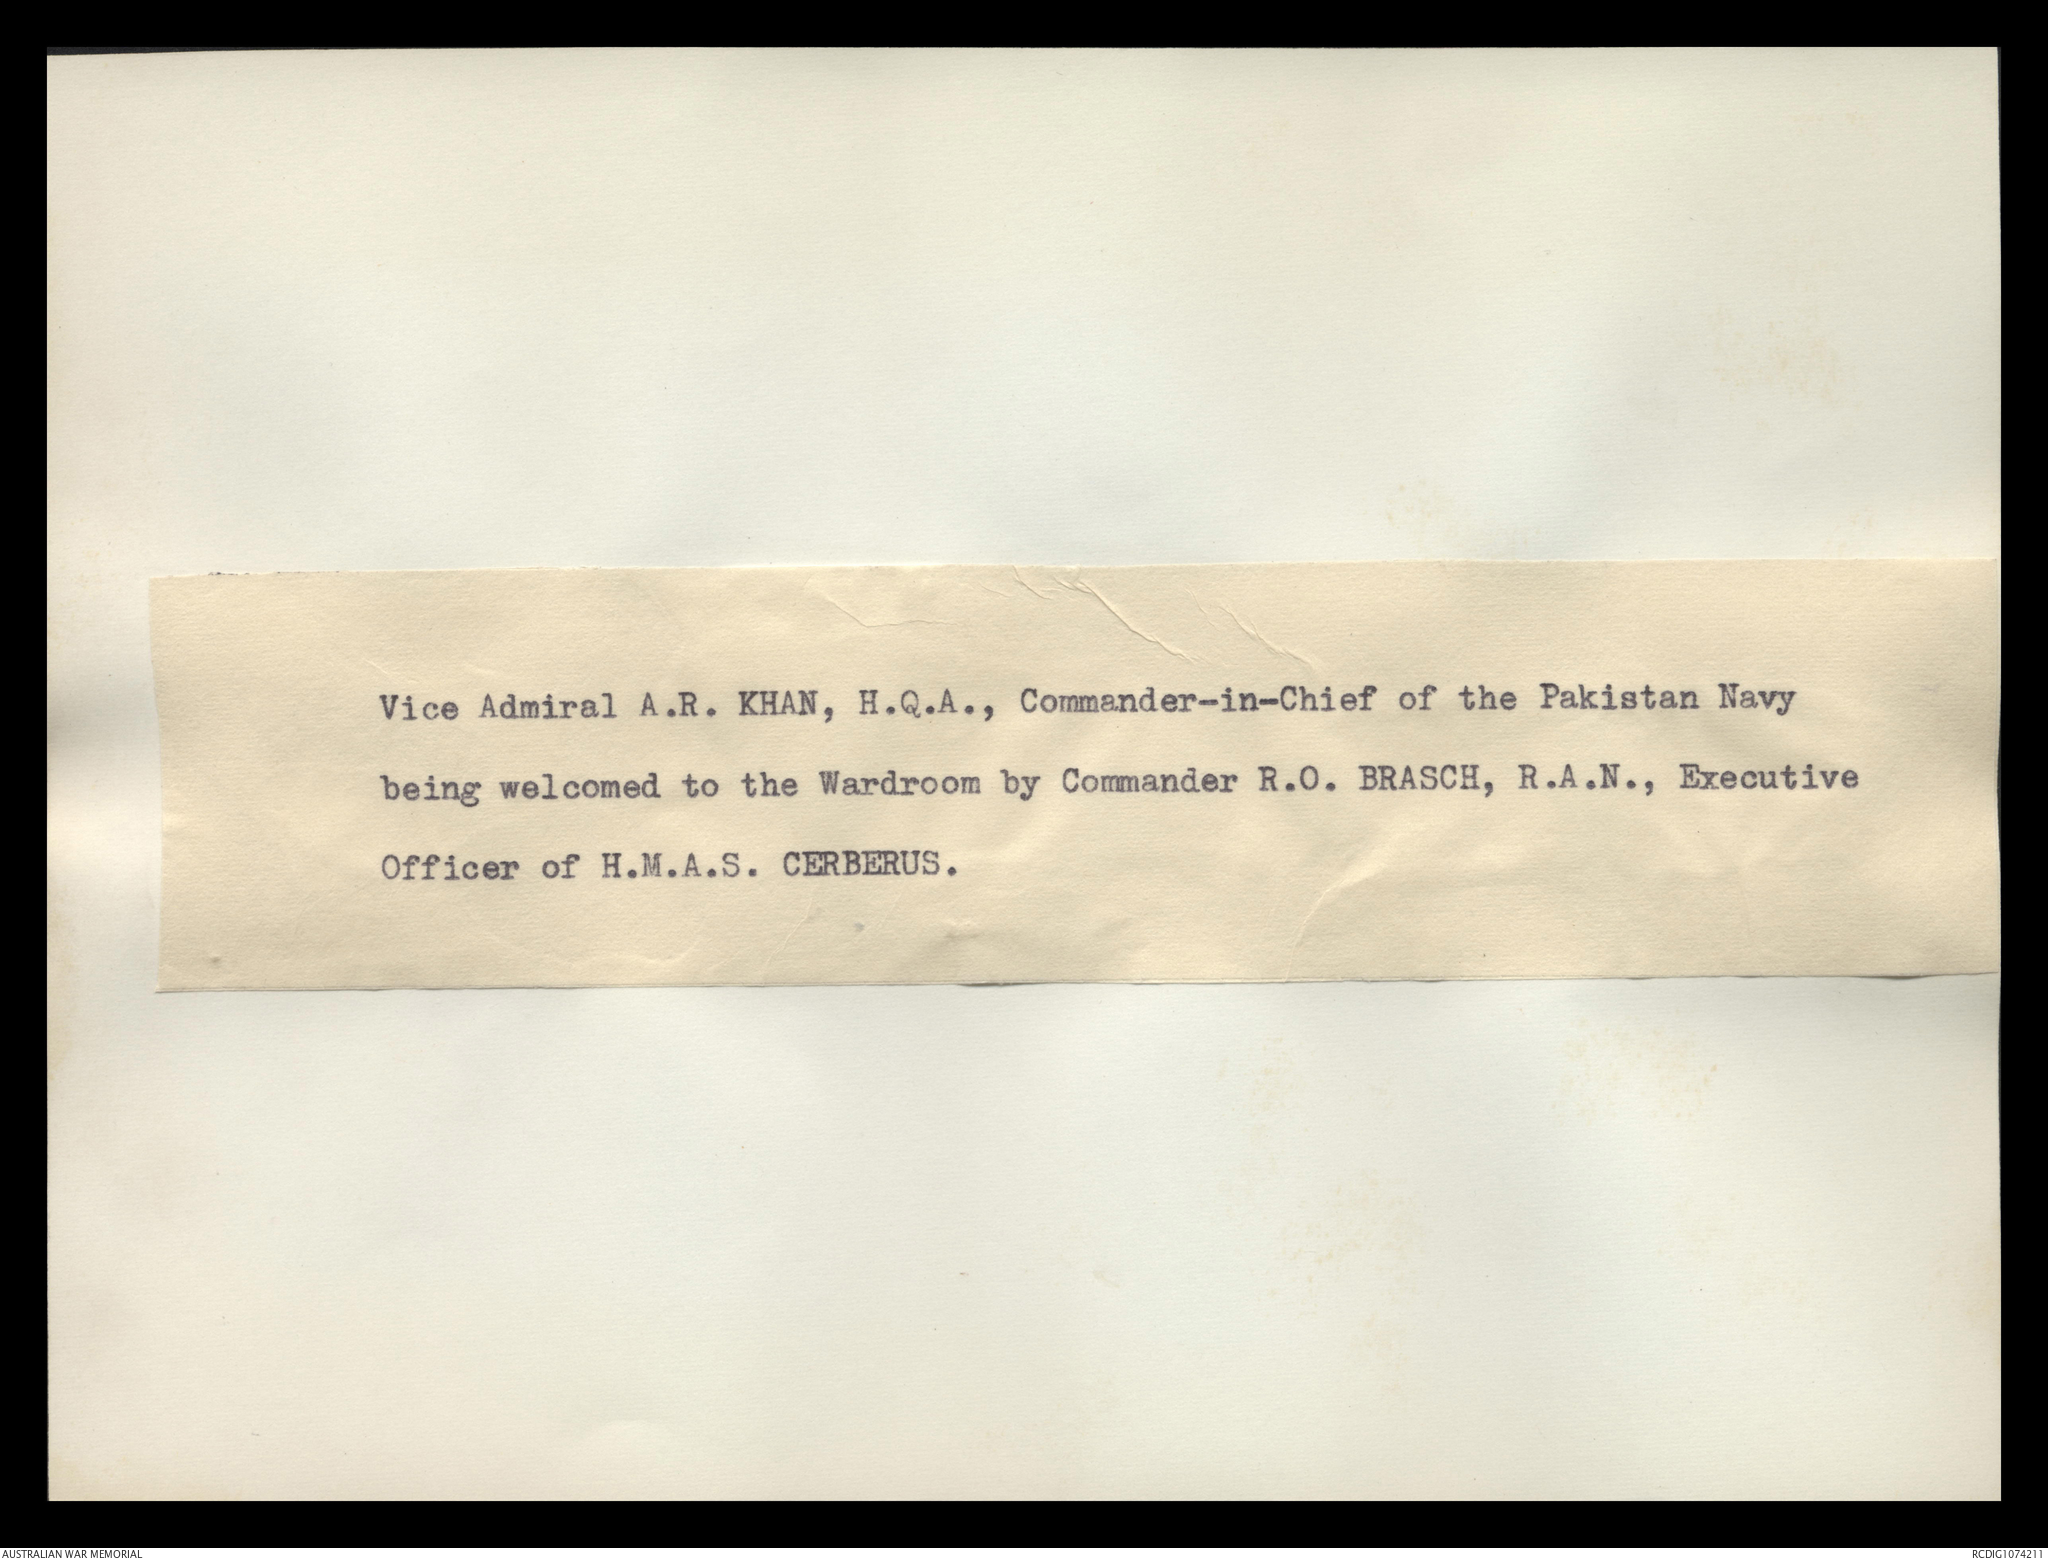 Vice Admiral A.R. KHAN, H.Q.A., Commander-in-Chief of the Pakistan Navy
being welcomed to the Wardroom by Commander R.O. BRASCH, R.A.N., Executive
Officer of H.M.A.S. CERBERUS.
AUSTRALIAN WAR MEMORIAL
RCDIG1074211